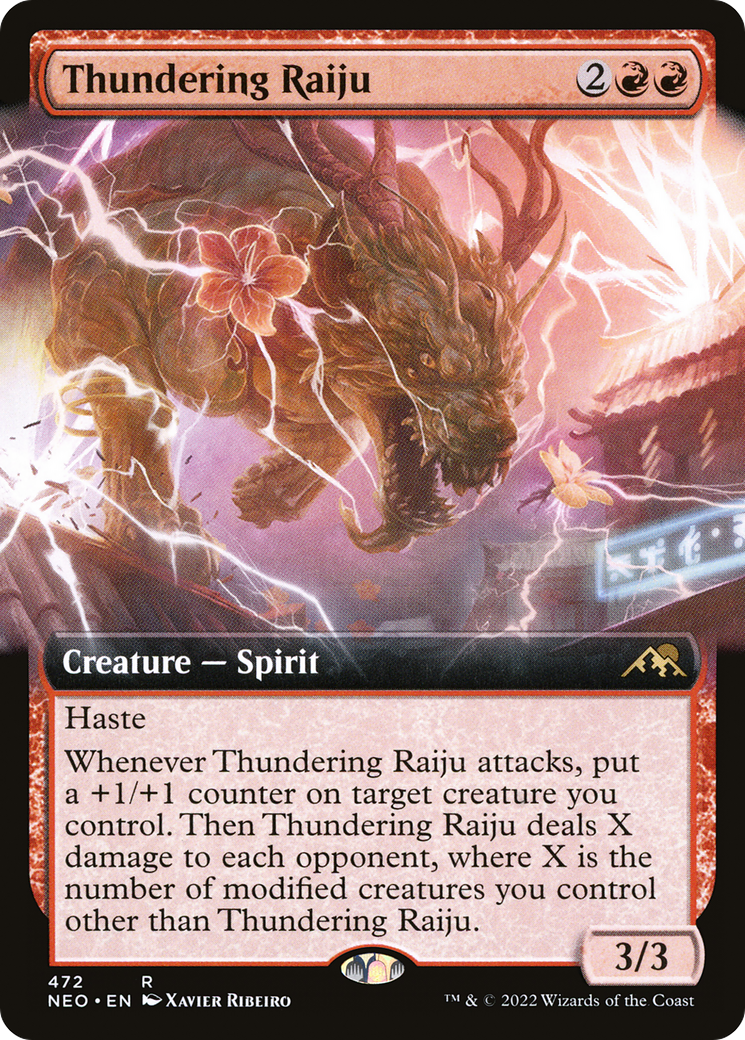 Thundering Raiju 2
Creature — Spirit
Haste
Whenever Thundering Raiju attacks, put
a +1/+1 counter on target creature you
control. Then Thundering Raiju deals X
damage to each opponent, where X is the
number of modified creatures you control
other than Thundering Raiju.
3/3
472 R
NEO • EN Xavier Ribeiro ™ & © 2022 Wizards of the Coast